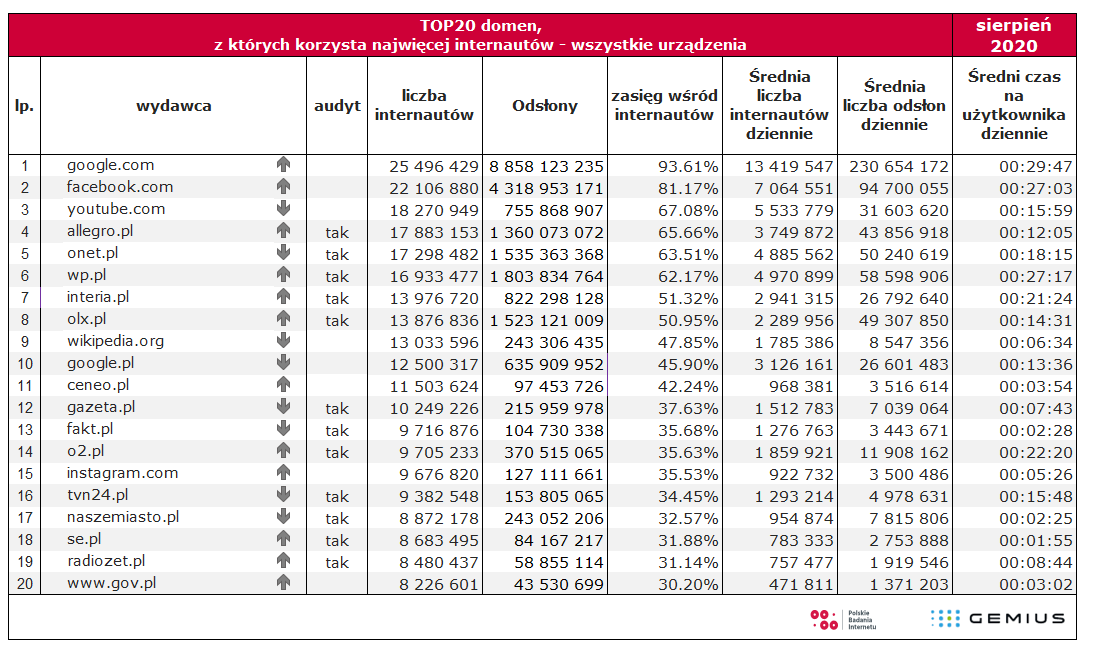 TOP20 domen,
z których korzysta najwięcej internautów - wszystkie urządzenia
sierpień
2020
lp.
wydawca
audyt
liczba
internautów
Odsłony
zasięg wśród
internautów
Średnia
liczba
internautów
dziennie
Średnia
liczba odsłon
dziennie
Średni czas
na
użytkownika
dziennie
1 google.com 25 496 429 8 858 123 235 93.61% 13 419 547 230 654 172 00:29:47
2 facebook.com 22 106 880 4 318 953 171 81.17% 7 064 551 94 700 055 00:27:03
3 youtube.com 18 270 949 755 868 907 67.08% 5 533 779 31 603 620 00:15:59
4 allegro.pl tak 17 883 153 1 360 073 072 65.66% 3 749 872 43 856 918 00:12:05
5 onet.pl tak 17 298 482 1 535 363 368 63.51% 4 885 562 50 240 619 00:18:15
6 wp.pl tak 16 933 477 1 803 834 764 62.17% 4 970 899 58 598 906 00:27:17
7 interia.pl tak 13 976 720 822 298 128 51.32% 2 941 315 26 792 640 00:21:24
8 olx.pl tak 13 876 836 1 523 121 009 50.95% 2 289 956 49 307 850 00:14:31
9 wikipedia.org 13 033 596 243 306 435 47.85% 1 785 386 8 547 356 00:06:34
10 google.pl 12 500 317 635 909 952 45.90% 3 126 161 26 601 483 00:13:36
11 ceneo.pl 11 503 624 97 453 726 42.24% 968 381 3 516 614 00:03:54
12 gazeta.pl tak 10 249 226 215 959 978 37.63% 1 512 783 7 039 064 00:07:43
13 fakt.pl tak 9 716 876 104 730 338 35.68% 1 276 763 3 443 671 00:02:28
14 o2.pl tak 9 705 233 370 515 065 35.63% 1 859 921 11 908 162 00:22:20
15 instagram.com 9 676 820 127 111 661 35.53% 922 732 3 500 486 00:05:26
16 tvn24.pl tak 9 382 548 153 805 065 34.45% 1 293 214 4 978 631 00:15:48
17 naszemiasto.pl tak 8 872 178 243 052 206 32.57% 954 874 7 815 806 00:02:25
18 se.pl tak 8 683 495 84 167 217 31.88% 783 333 2 753 888 00:01:55
19 radiozet.pl tak 8 480 437 58 855 114 31.14% 757 477 1 919 546 00:08:44
20 www.gov.pl 8 226 601 43 530 699 30.20% 471 811 1 371 203 00:03:02
Polskie
Badania
Internetu
GEMIUS